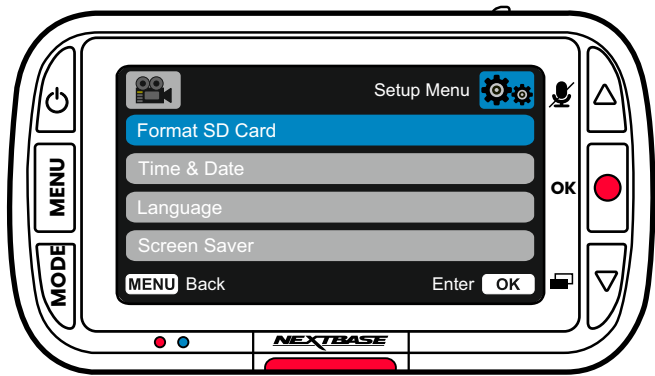 Setup Menu
Format SD Card
MENU
Time & Date
OK
Language
Screen Saver
MODE
MENU Back
Enter OK
NEXTBASE